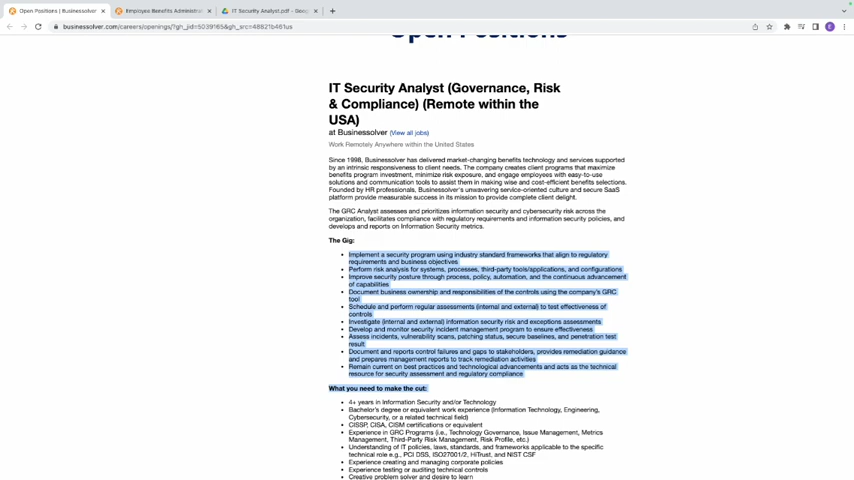 Open Positions | Businessolver
Employee Benefits Administrat
IT Security Analyst.pdf - Goog
businessolver.com/careers/openings/?gh_jid=5039165&gh_src=48821b461us
Open Positions
IT Security Analyst (Governance, Risk
& Compliance) (Remote within the
USA)
at Businessolver (View all jobs)
Work Remotely Anywhere within the United States
Since 1998, Businessolver has delivered market-changing benefits technology and services supported
by an intrinsic responsiveness to client needs. The company creates client programs that maximize
benefits program investment, minimize risk exposure, and engage employees with easy-to-use
solutions and communication tools to assist them in making wise and cost-efficient benefits selections.
Founded by HR professionals, Businessolver's unwavering service-oriented culture and secure SaaS
platform provide measurable success in its mission to provide complete client delight.
The GRC Analyst assesses and prioritizes information security and cybersecurity risk across the
organization, facilitates compliance with regulatory requirements and information security policies, and
develops and reports on Information Security metrics.
The Gig:
• Implement a security program using industry standard frameworks that align to regulatory
requirements and business objectives
• Perform risk analysis for systems, processes, third-party tools/applications, and configurations
• Improve security posture through process, policy, automation, and the continuous advancement
of capabilities
• Document business ownership and responsibilities of the controls using the company's GRC
tool
• Schedule and perform regular assessments (internal and external) to test effectiveness of
controls
• Investigate (internal and external) information security risk and exceptions assessments
• Develop and monitor security incident management program to ensure effectiveness
• Assess incidents, vulnerability scans, patching status, secure baselines, and penetration test
result
• Document and reports control failures and gaps to stakeholders, provides remediation guidance
and prepares management reports to track remediation activities
• Remain current on best practices and technological advancements and acts as the technical
resource for security assessment and regulatory compliance
What you need to make the cut:
• 4+ years in Information Security and/or Technology
• Bachelor's degree or equivalent work experience (Information Technology, Engineering,
Cybersecurity, or a related technical field)
• CISSP, CISA, CISM certifications or equivalent
• Experience in GRC Programs (i.e., Technology Governance, Issue Management, Metrics
Management, Third-Party Risk Management, Risk Profile, etc.)
• Understanding of IT policies, laws, standards, and frameworks applicable to the specific
technical role e.g., PCI DSS, ISO27001/2, HiTrust, and NIST CSF
• Experience creating and managing corporate policies
• Experience testing or auditing technical controls
• Creative problem solver and desire to learn